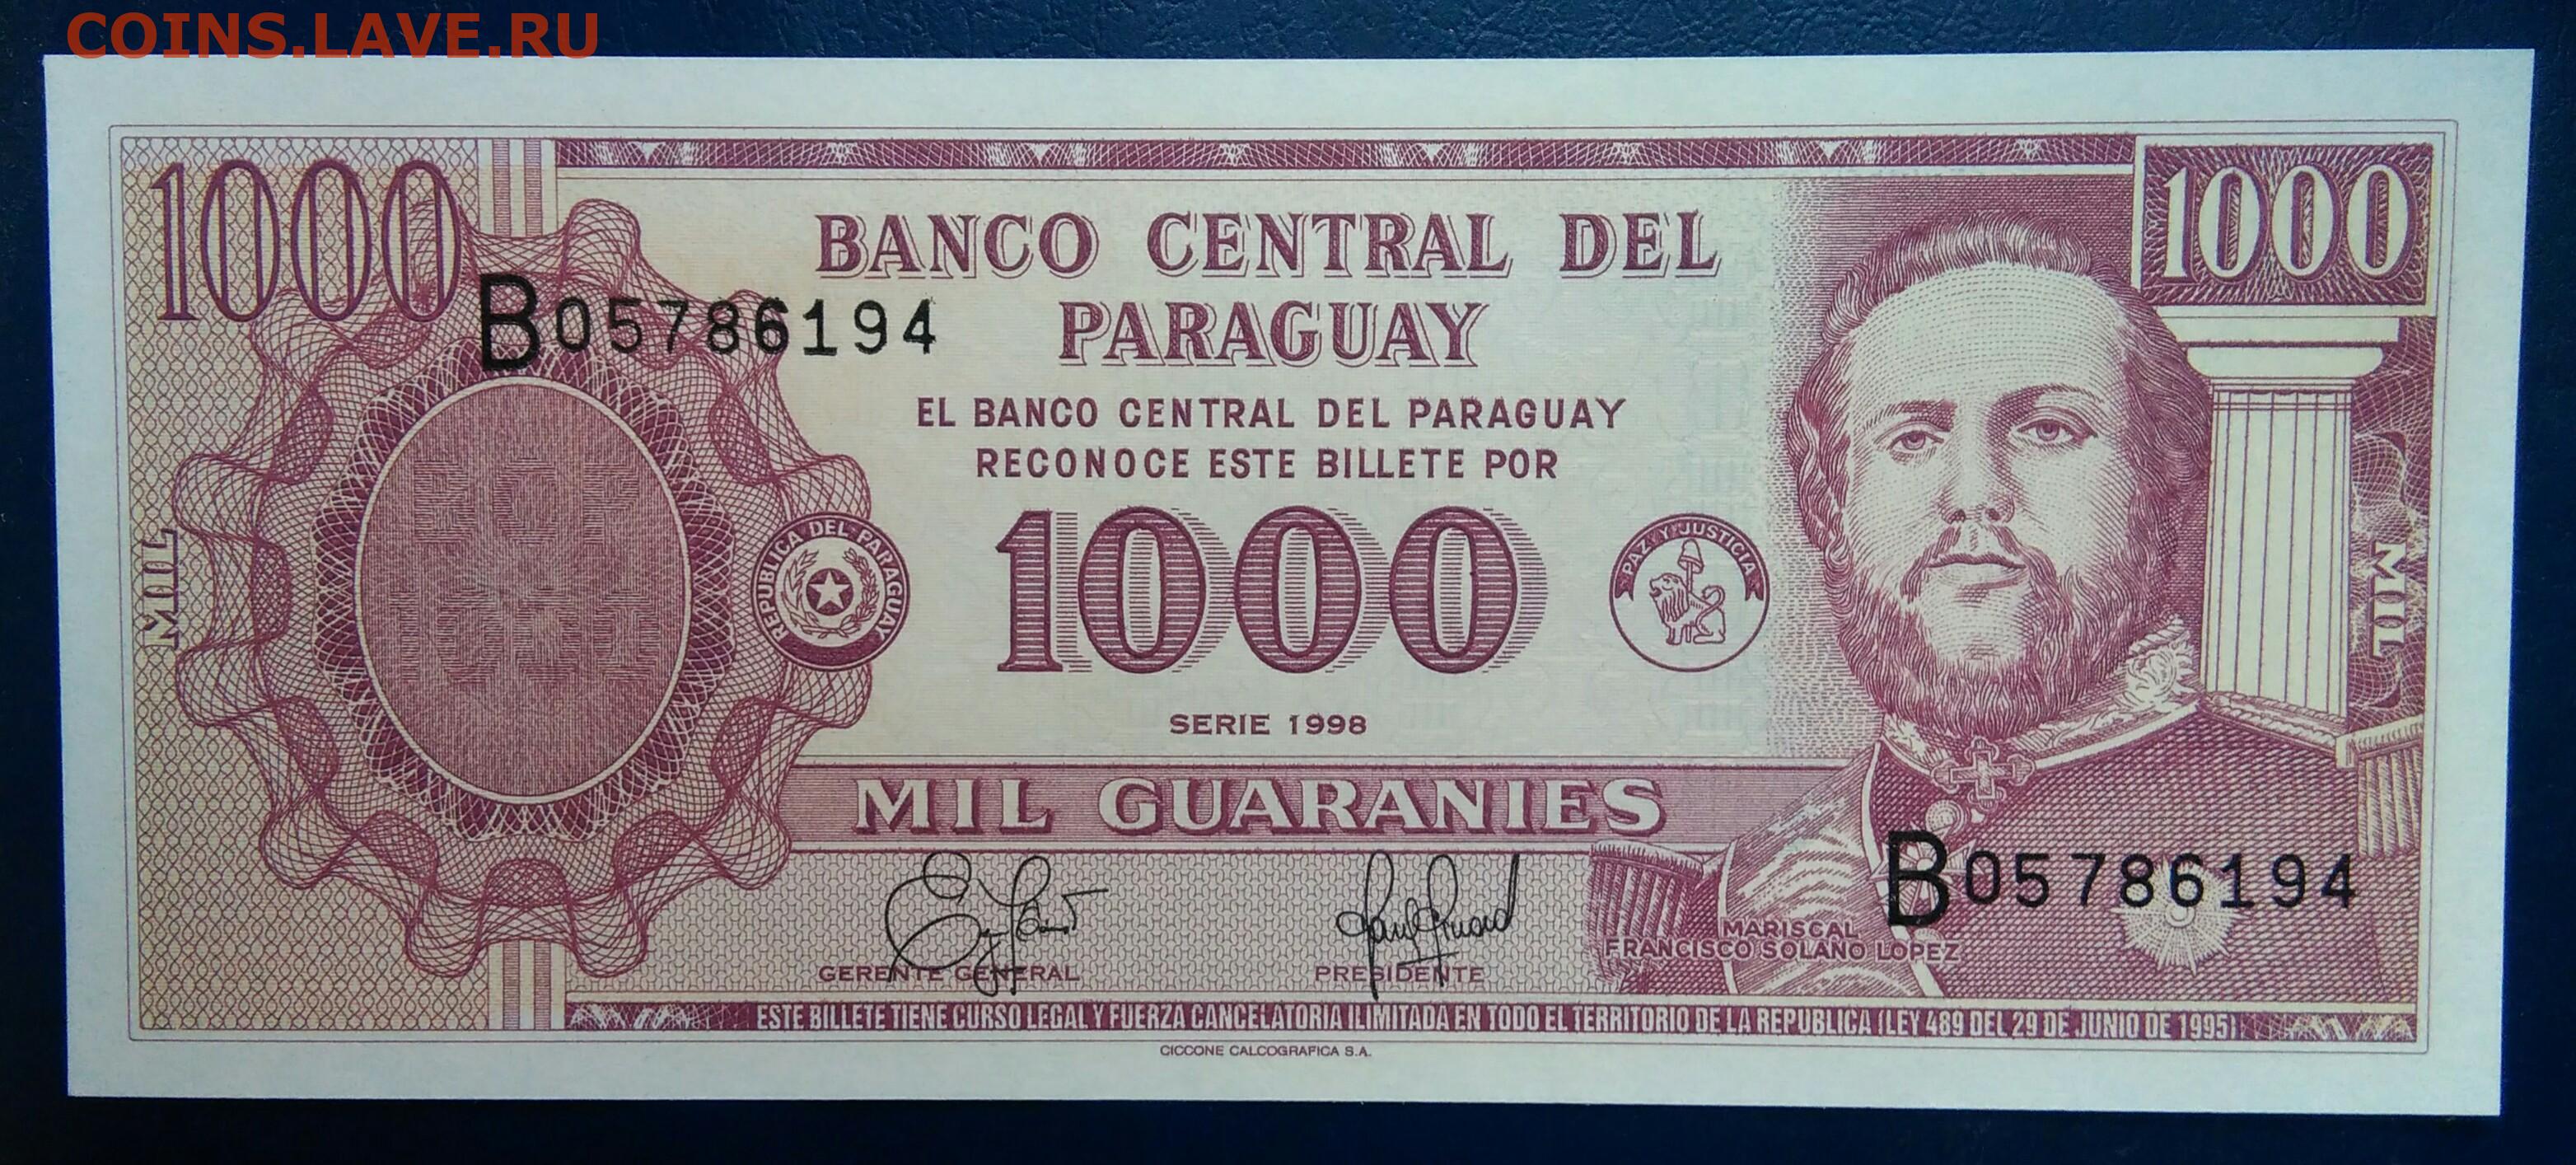 COINS.LAVE.RU
1000
1000
B05786194
BANCO CENTRAL DEL
PARAGUAY
EL BANCO CENTRAL DEL PARAGUAY
RECONOCE ESTE BILLETE POR
1000
MIL
REPUBLICA DEL PARAGUAY
PAZ Y JUSTICIA
MIL
SERIE 1998
MIL GUARANIES
B05786194
MARISCAL
FRANCISCO SOLANO LOPEZ
GERENTE GENERAL
PRESIDENTE
ESTE BILLETE TIENE CURSO LEGAL Y FUERZA CANCELATORIA ILIMITADA EN TODO EL TERRITORIO DE LA REPUBLICA (LEY 489 DEL 29 DE JUNIO DE 1995)
CICCONE CALCOGRAFICA S.A.